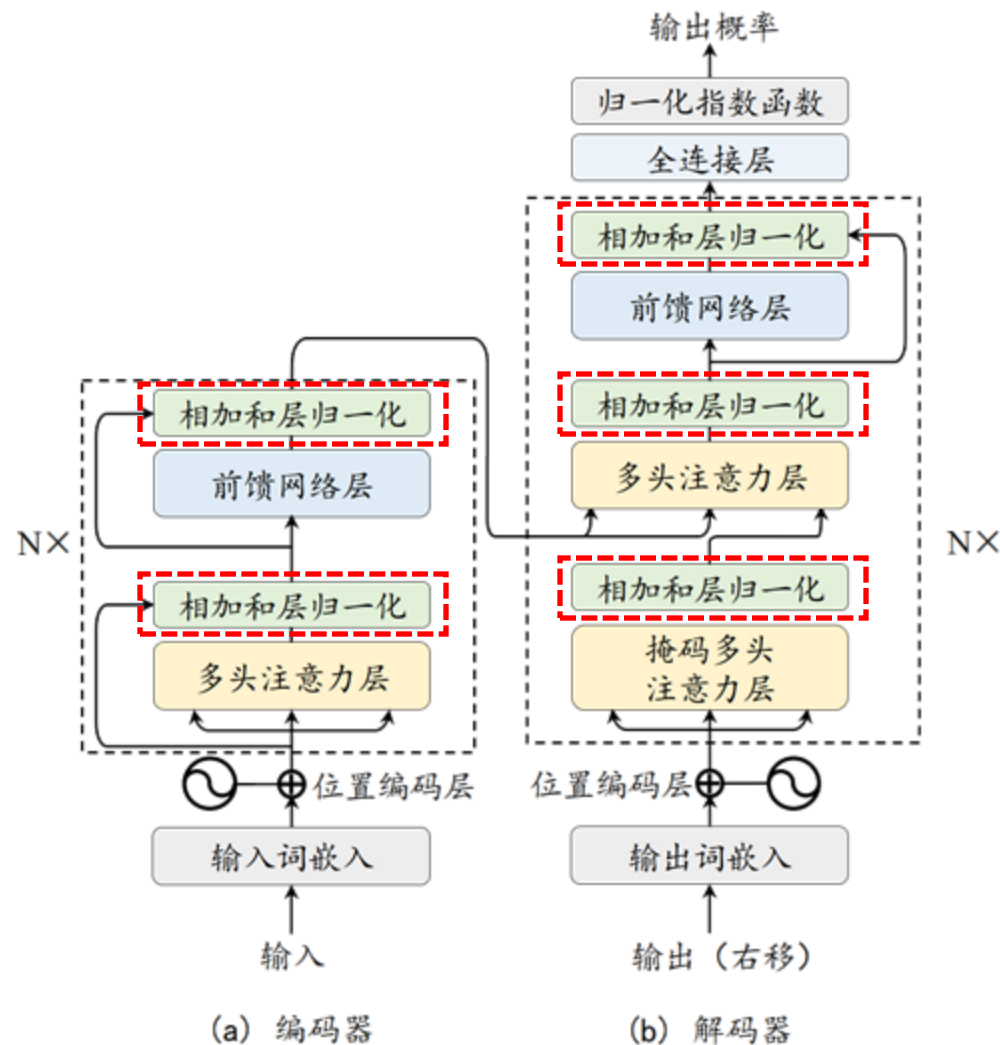 输出概率
归一化指数函数
全连接层
相加和层归一化
前馈网络层
相加和层归一化
多头注意力层
相加和层归一化
掩码多头
注意力层
N×
位置编码层
输出词嵌入
输出（右移）
(b) 解码器
相加和层归一化
前馈网络层
N×
相加和层归一化
多头注意力层
位置编码层
输入词嵌入
输入
(a) 编码器